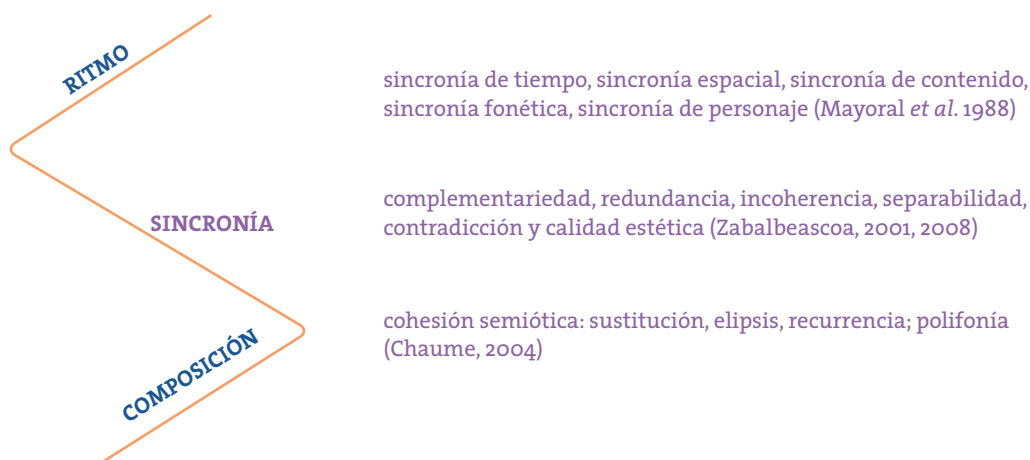 RITMO
sincronía de tiempo, sincronía espacial, sincronía de contenido,
sincronía fonética, sincronía de personaje (Mayoral et al. 1988)
SINCRONÍA
complementariedad, redundancia, incoherencia, separabilidad,
contradicción y calidad estética (Zabalbeascoa, 2001, 2008)
COMPOSICIÓN
cohesión semiótica: sustitución, elipsis, recurrencia; polifonía
(Chaume, 2004)